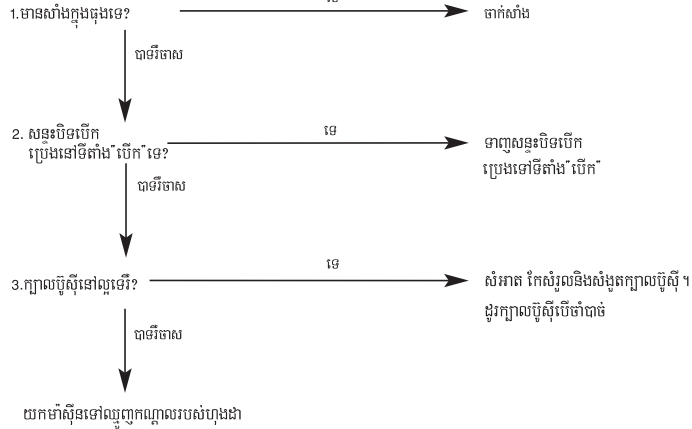 1.មានសាំងក្នុងធុងទេ?
ចាក់សាំង
បាទរឺចាស
2. សន្ទះបិទបើក
ប្រេងនៅទីតាំង"បើក"ទេ?
ទេ
ទាញសន្ទះបិទបើក
ប្រេងទៅទីតាំង"បើក"
បាទរឺចាស
3.ក្បាលប៊ូស៊ីនៅល្អទេរឺ?
ទេ
សំអាត កែសំរួលនិងសំងួតក្បាលប៊ូស៊ី។
ដូរក្បាលប៊ូស៊ីបើចាំបាច់
បាទរឺចាស
យកម៉ាស៊ីនទៅឈ្មួញកណ្តាលរបស់ហុងដា